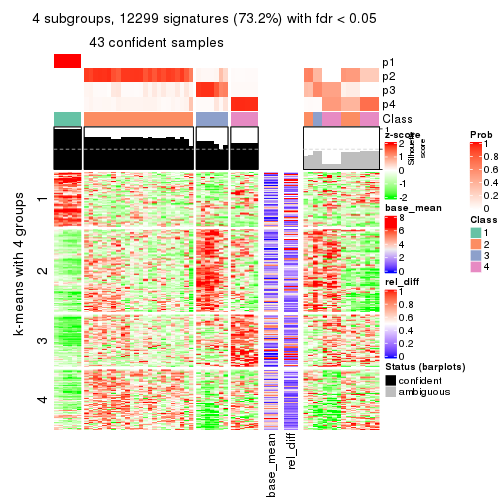 4 subgroups, 12299 signatures (73.2%) with fdr < 0.05
43 confident samples
p1
p2
p3
p4
Class
1
Silhouette
score
k-means with 4 groups
1
2
3
4
base_mean
rel_diff
z-score
2
1
0
-1
-2
base_mean
8
6
4
2
0
rel_diff
1
0.8
0.6
0.4
0.2
0
Status (barplots)
confident
ambiguous
Prob
1
0.8
0.6
0.4
0.2
0
Class
1
2
3
4